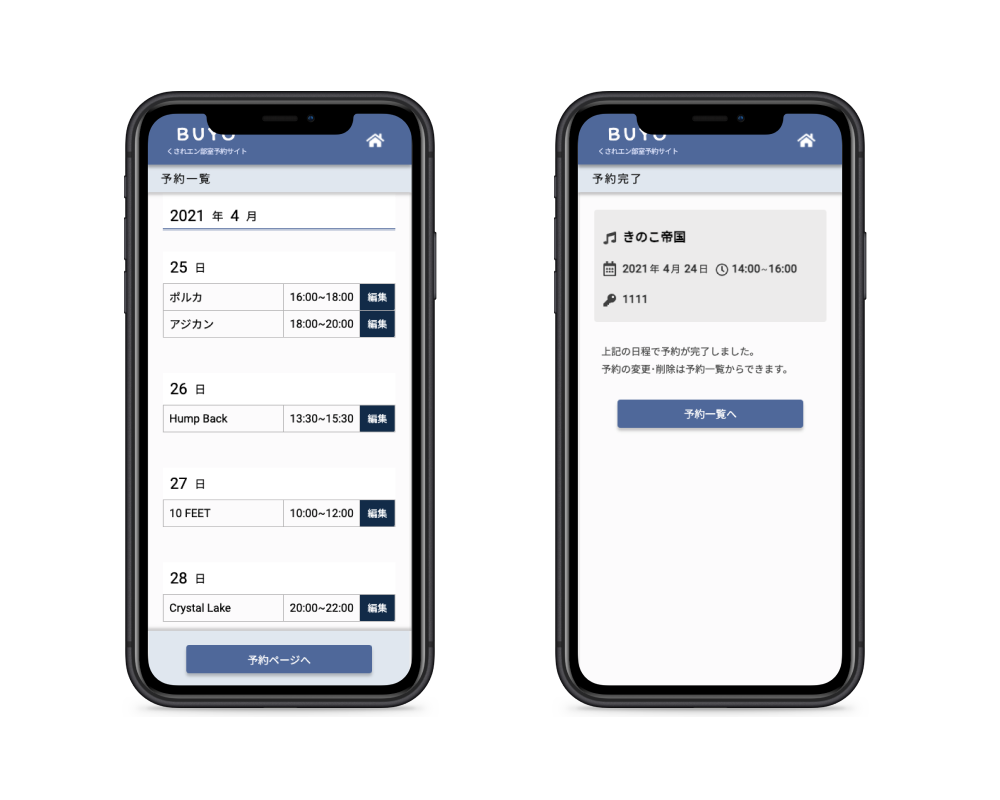 BUYO
くされエン部室予約サイト
予約一覧
2021 年 4 月
25 日
ポルカ 16:00~18:00 編集
アジカン 18:00~20:00 編集
26 日
Hump Back 13:30~15:30 編集
27 日
10 FEET 10:00~12:00 編集
28 日
Crystal Lake 20:00~22:00 編集
予約ページへ
BUYO
くされエン部室予約サイト
予約完了
きのこ帝国
2021年 4月 24日 14:00~16:00
1111
上記の日程で予約が完了しました。
予約の変更・削除は予約一覧からできます。
予約一覧へ